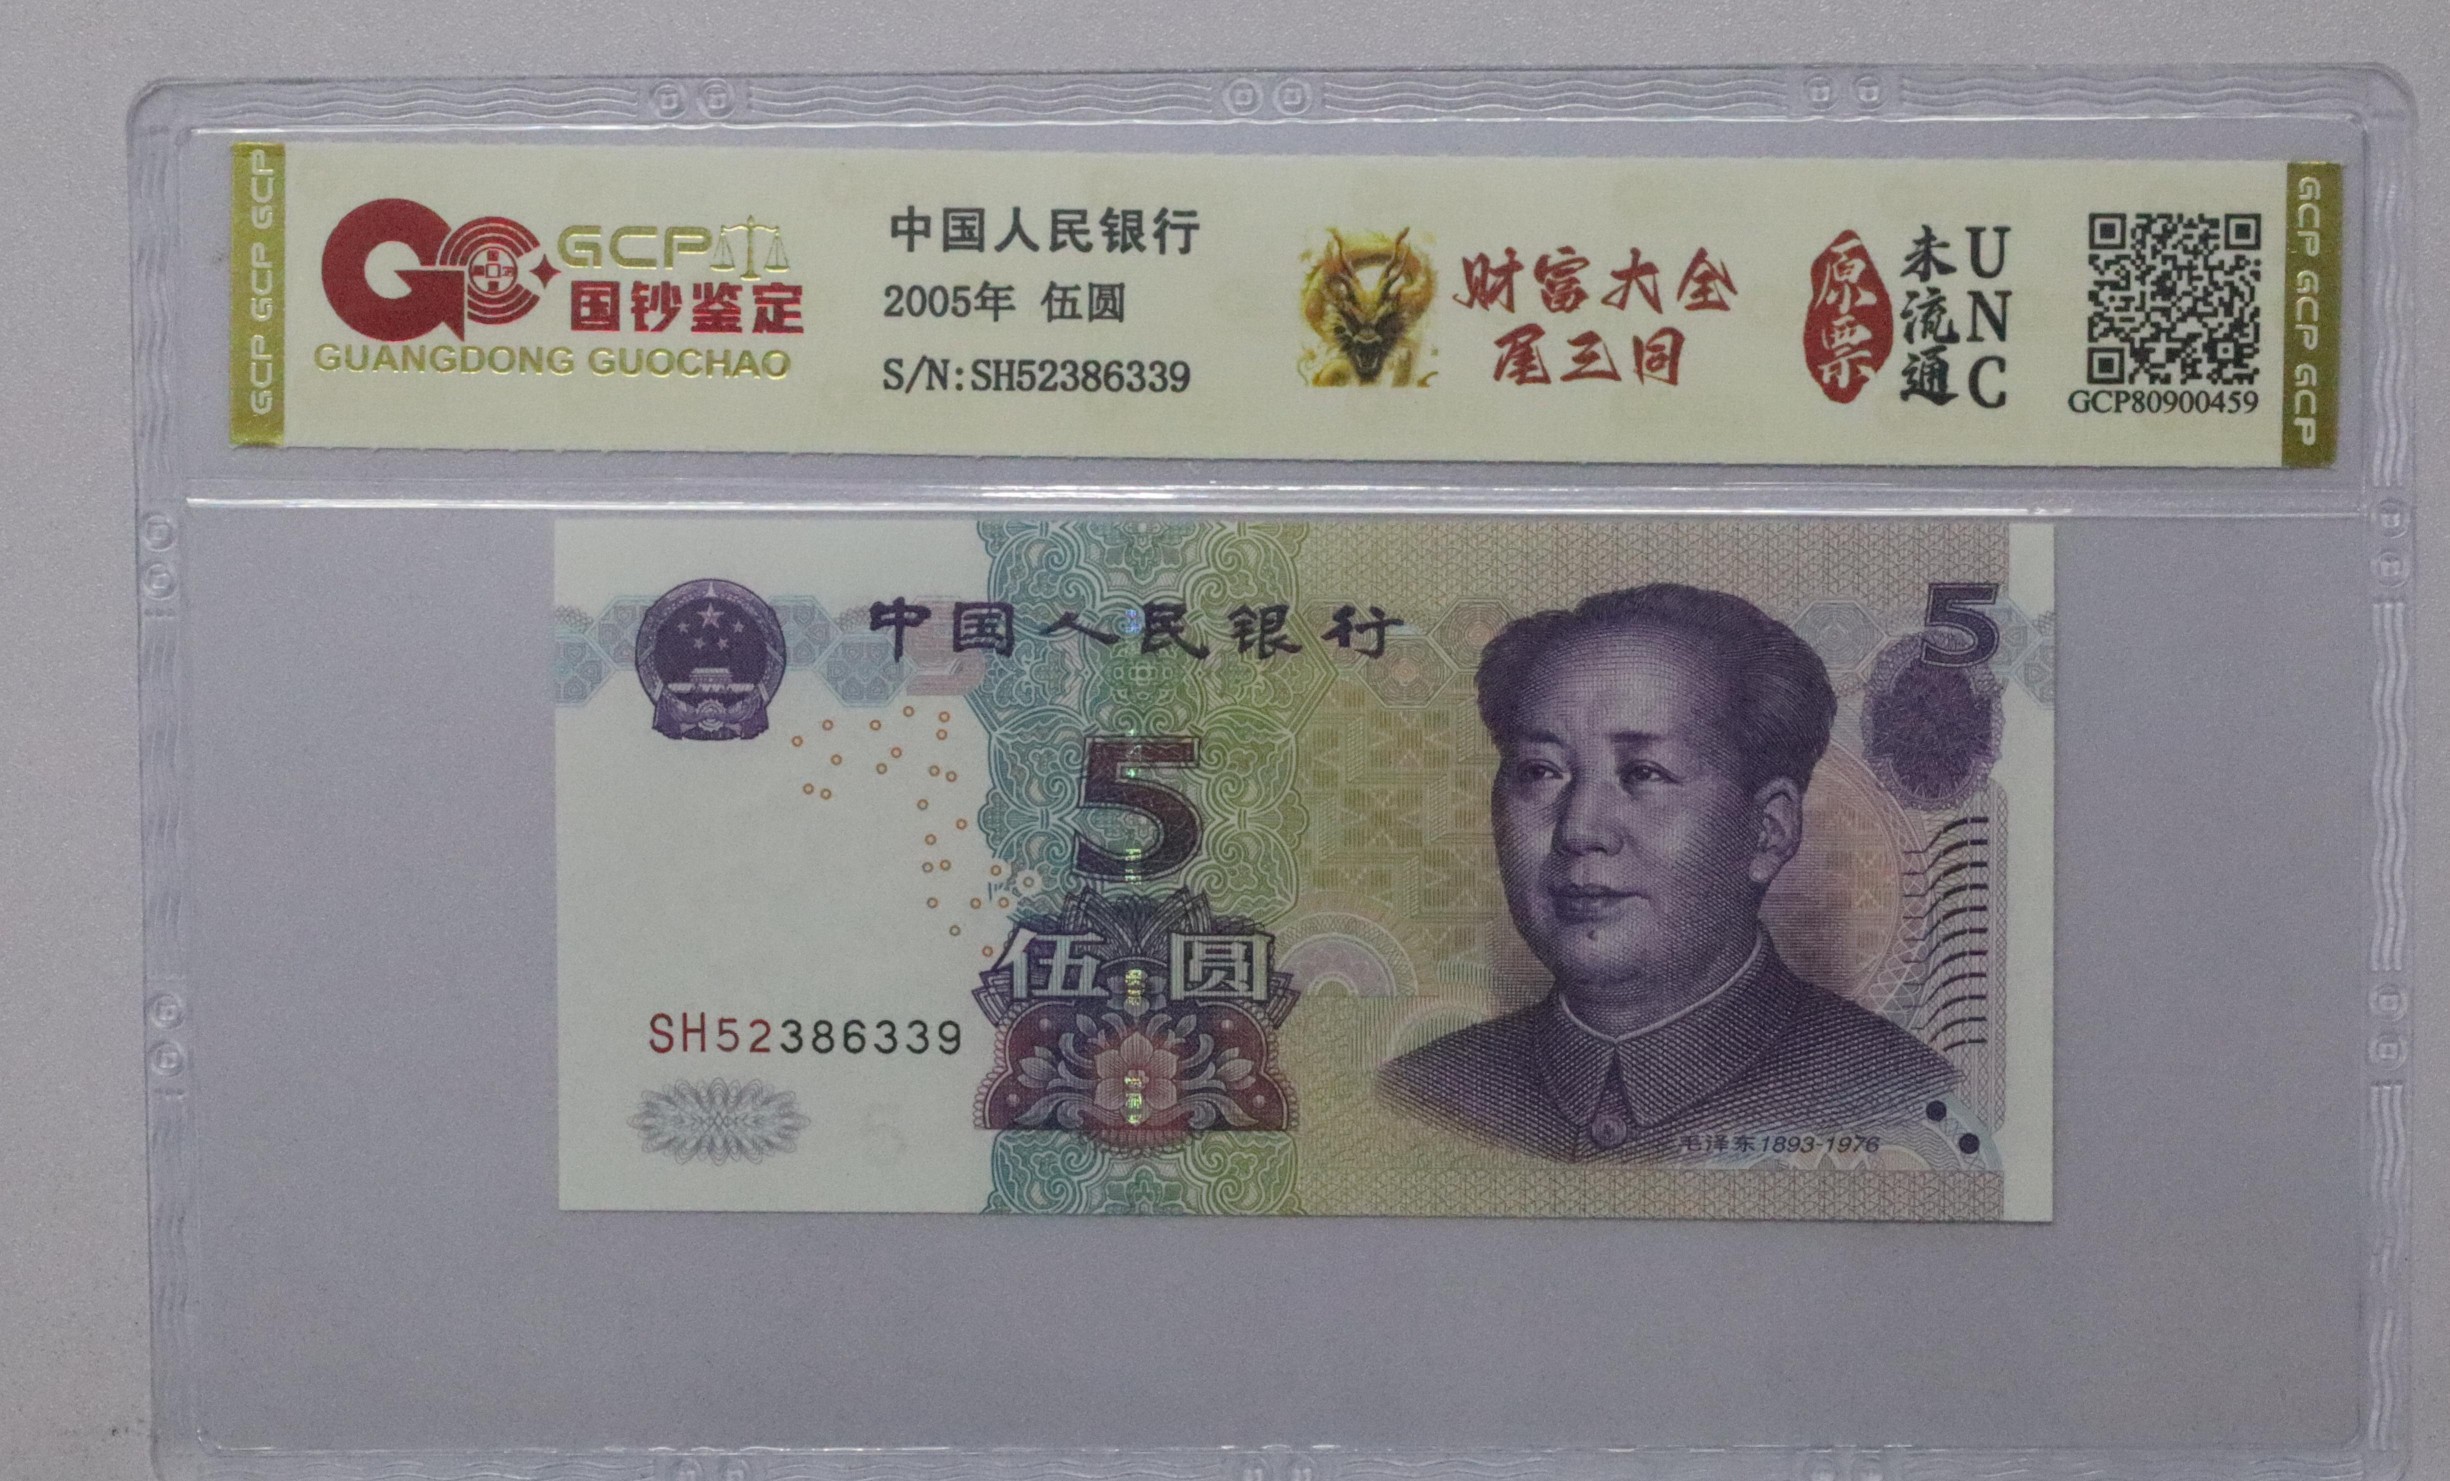 GCP GCP GCP
GCP
国钞鉴定
GUANGDONG GUOCHAO
中国人民银行
2005年 伍圆
S/N:SH52386339
财富大全
尾三同
原票
未流通
UNC
GCP80900459
GCP GCP GCP
中国人民银行
5
5
伍圆
SH52386339
5
毛泽东1893-1976